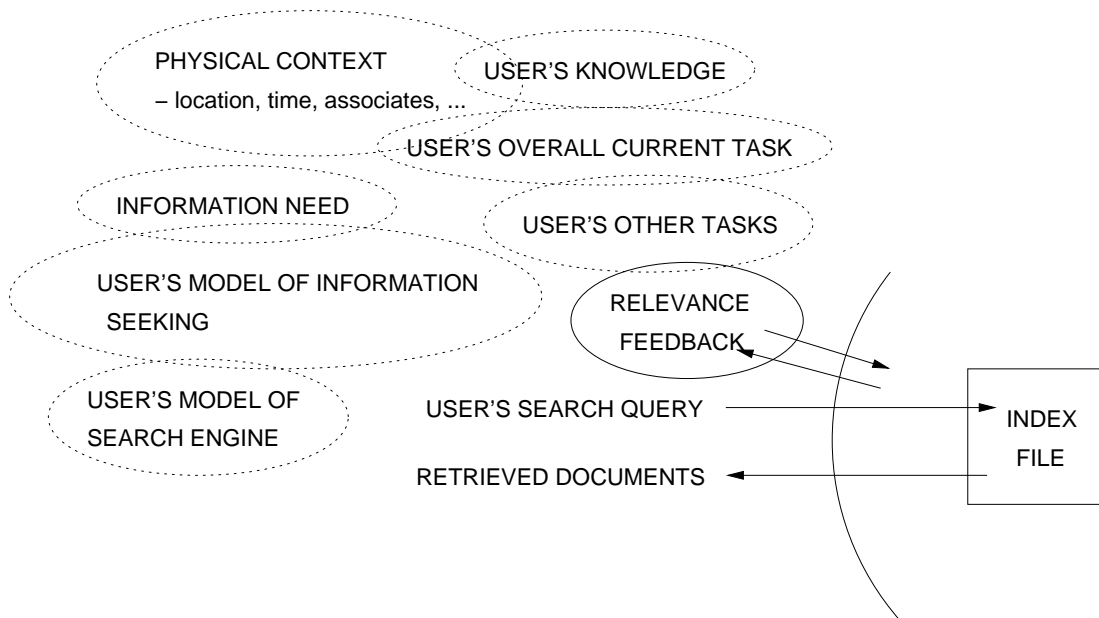 PHYSICAL CONTEXT
– location, time, associates, ...
USER'S KNOWLEDGE
USER'S OVERALL CURRENT TASK
INFORMATION NEED
USER'S OTHER TASKS
USER'S MODEL OF INFORMATION
SEEKING
RELEVANCE
FEEDBACK
USER'S MODEL OF
SEARCH ENGINE
USER'S SEARCH QUERY
RETRIEVED DOCUMENTS
INDEX
FILE